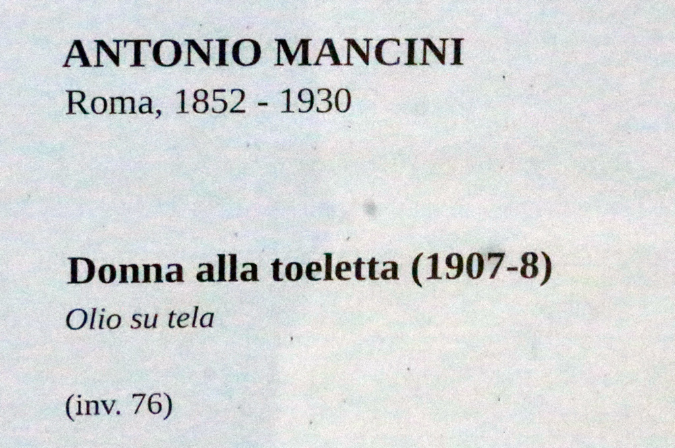 ANTONIO MANCINI
Roma, 1852 - 1930
Donna alla toeletta (1907-8)
Olio su tela
(inv. 76)